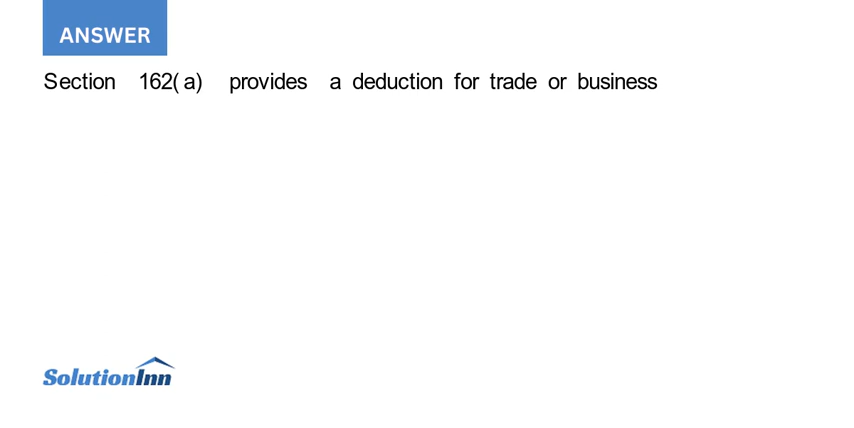 ANSWER
Section 162( a) provides a deduction for trade or business
SolutionInn